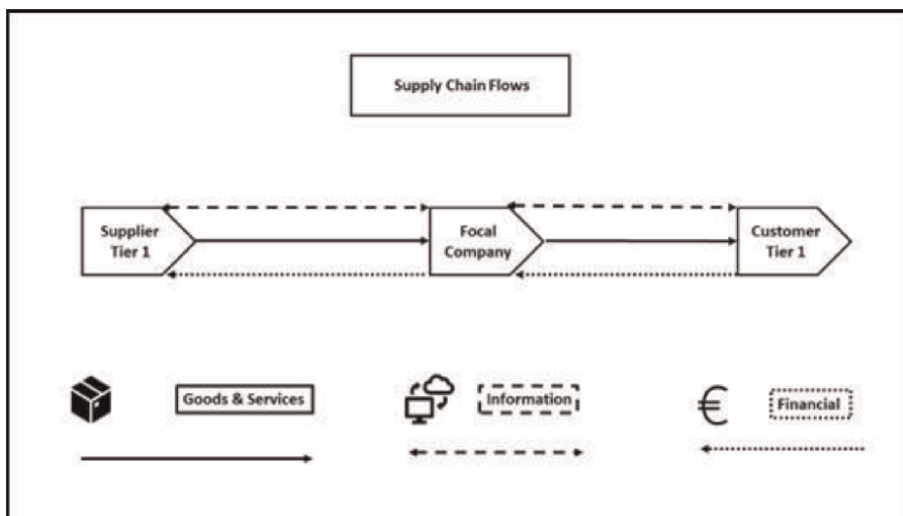 Supply Chain Flows
Supplier
Tier 1
Focal
Company
Customer
Tier 1
Goods & Services
Information
€
Financial